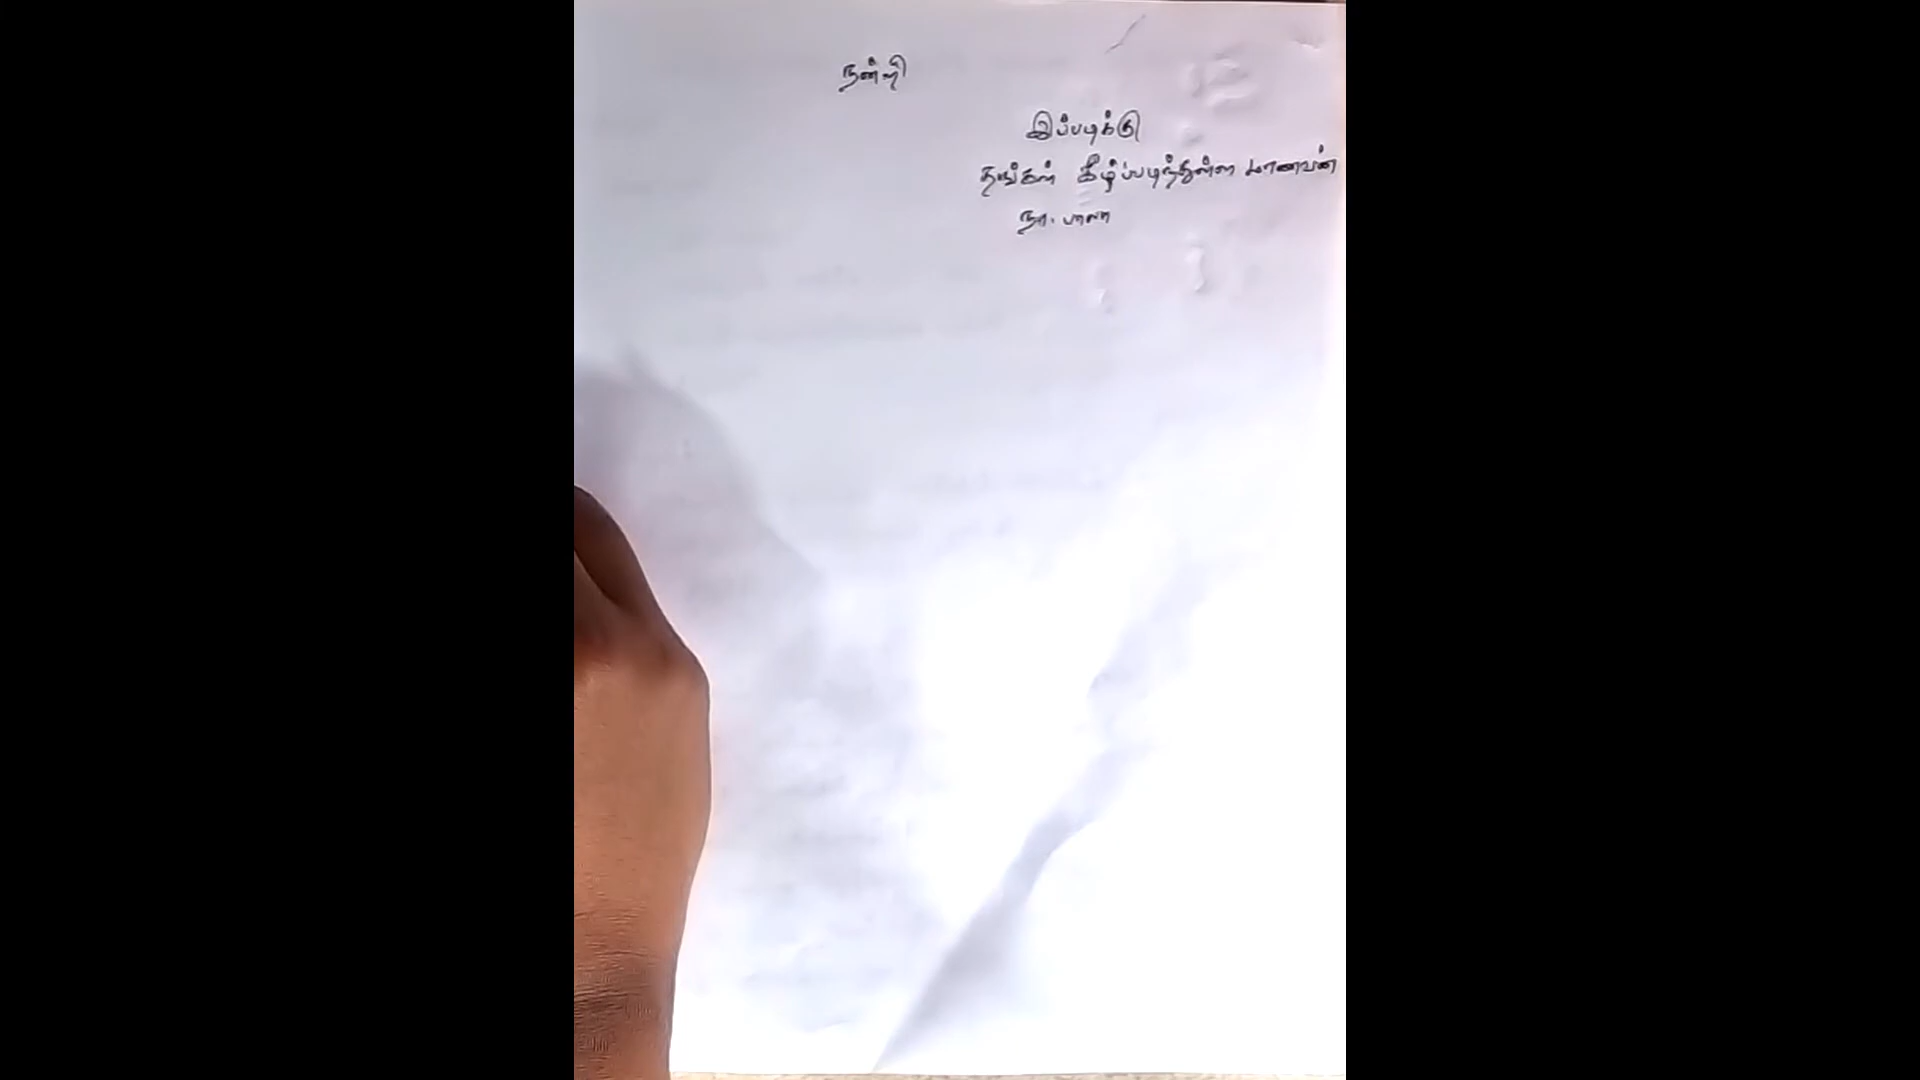 நன்றி
இப்படிக்கு
தங்கள் கீழ்ப்படிந்துள்ள மாணவன்
நா. பாலா